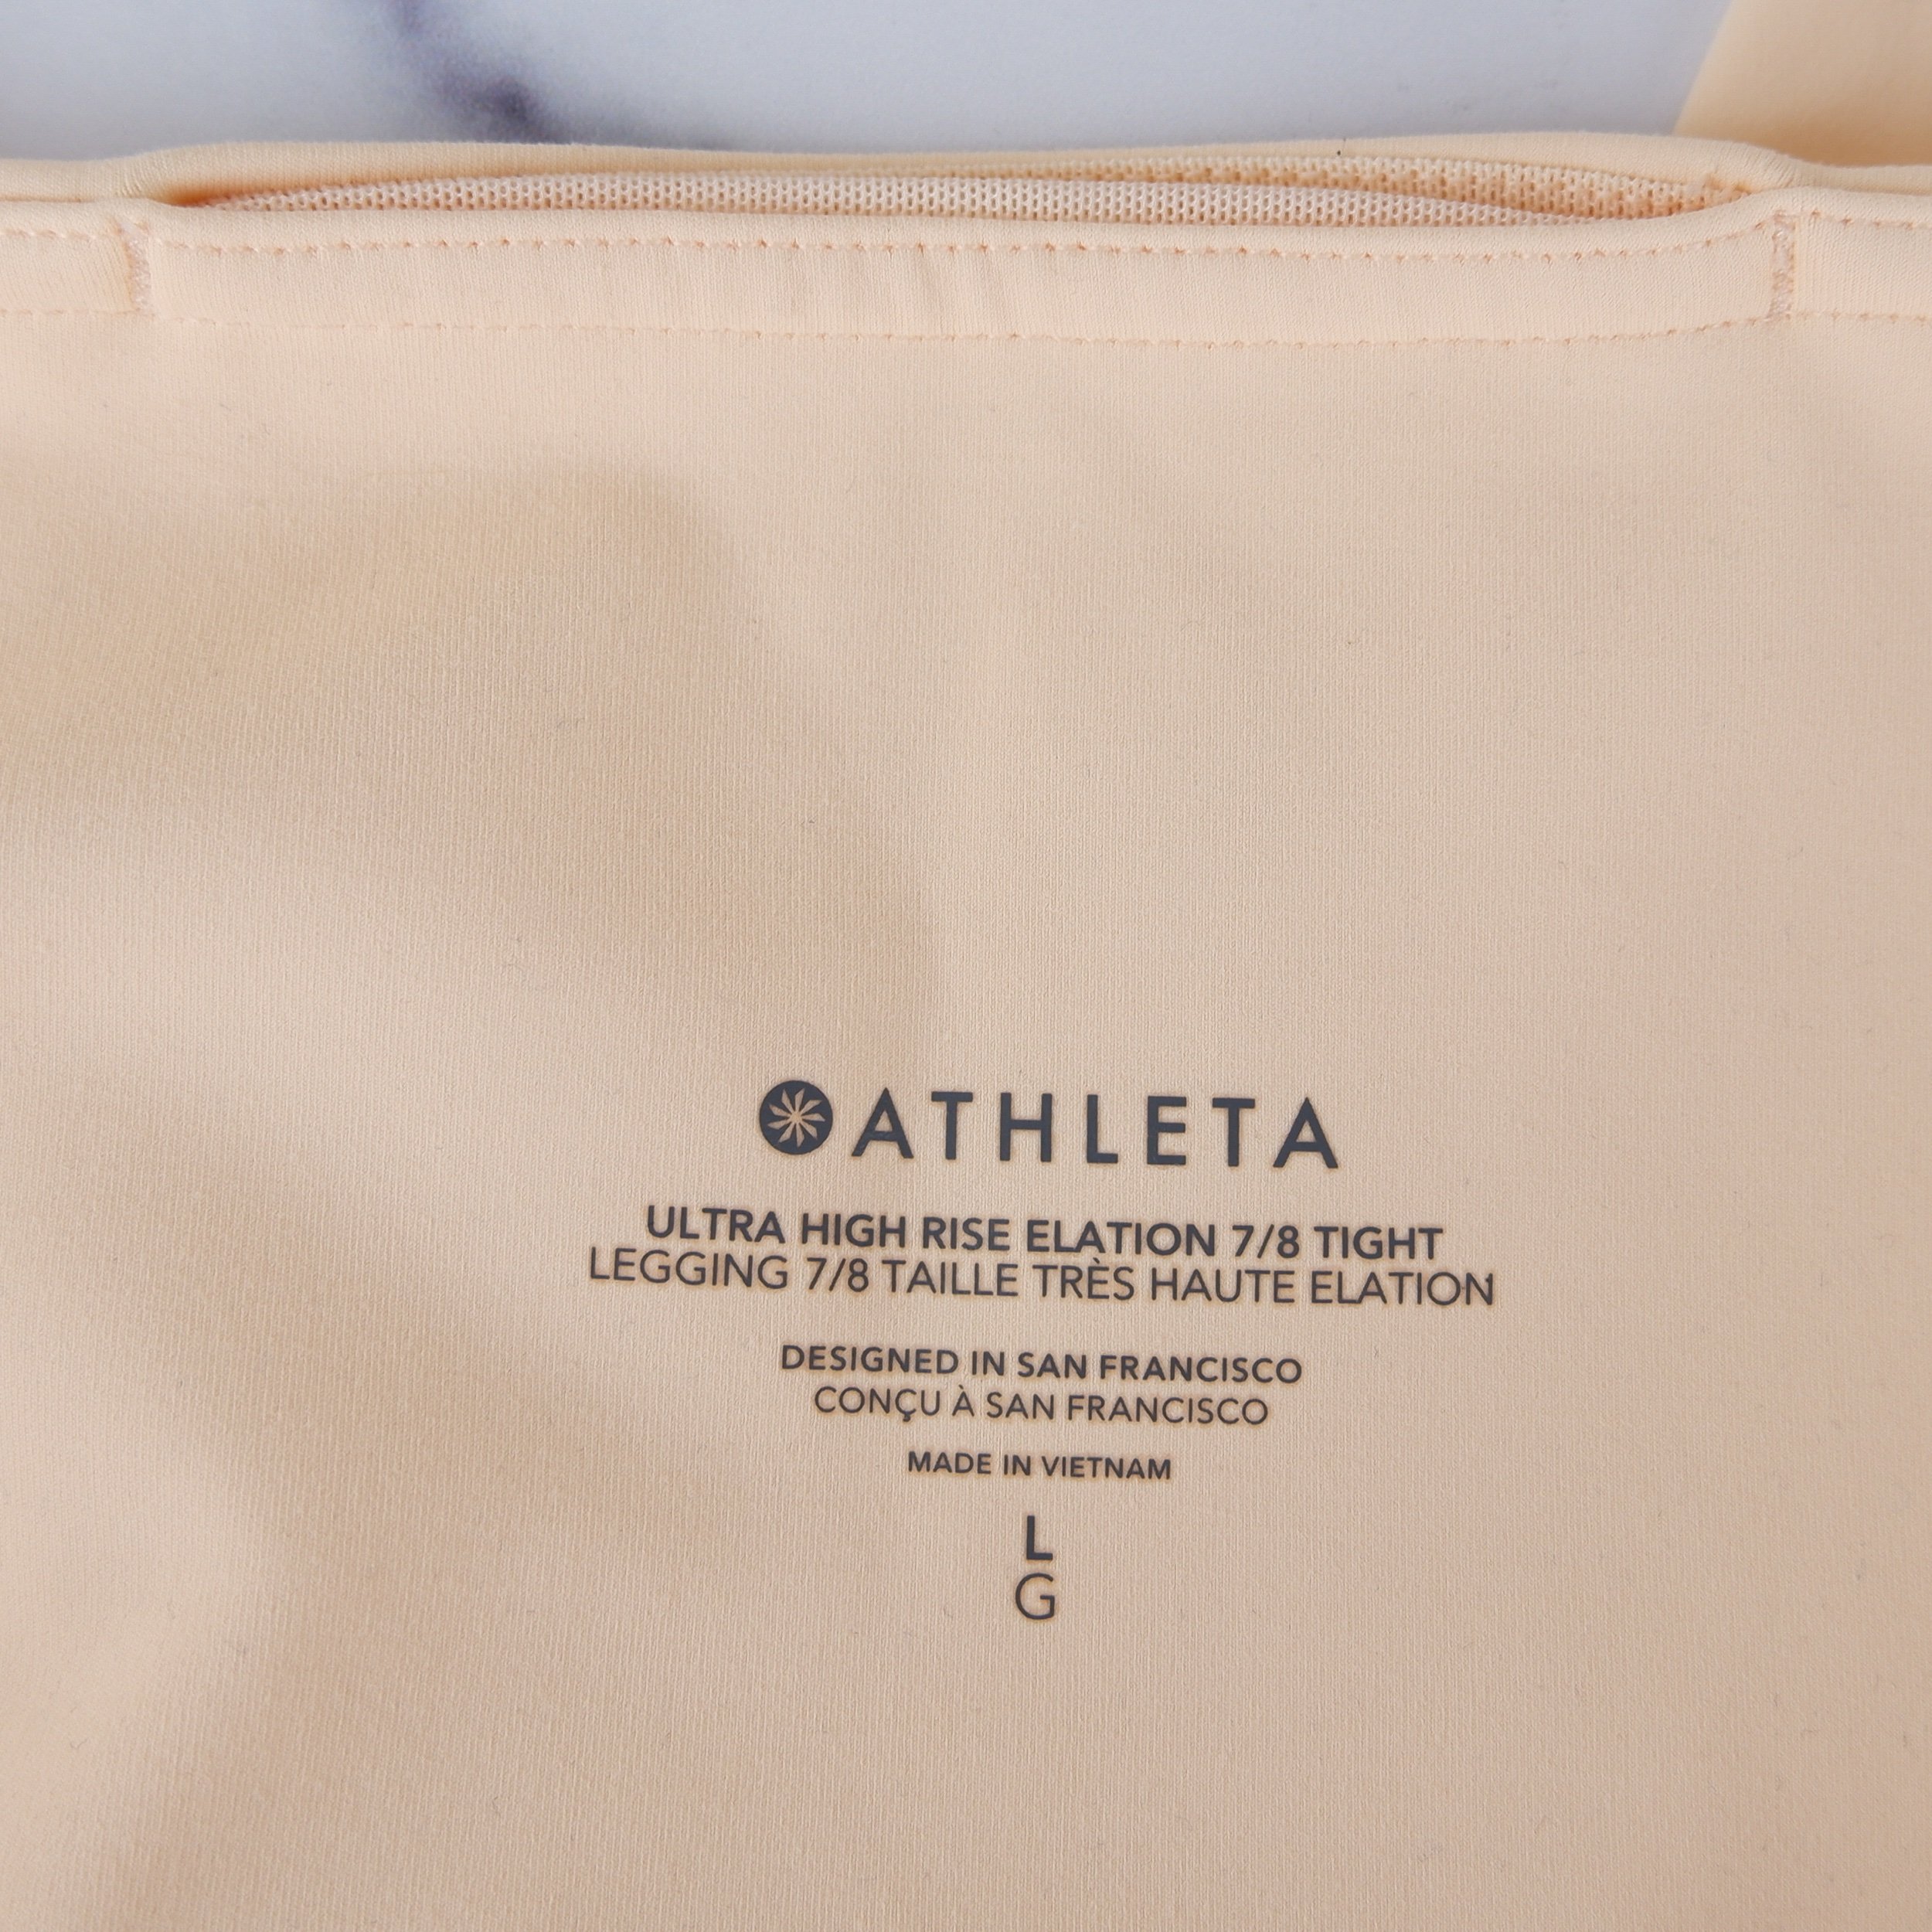 ATHLETA
ULTRA HIGH RISE ELATION 7/8 TIGHT
LEGGING 7/8 TAILLE TRÈS HAUTE ELATION
DESIGNED IN SAN FRANCISCO
CONÇU À SAN FRANCISCO
MADE IN VIETNAM
L
G